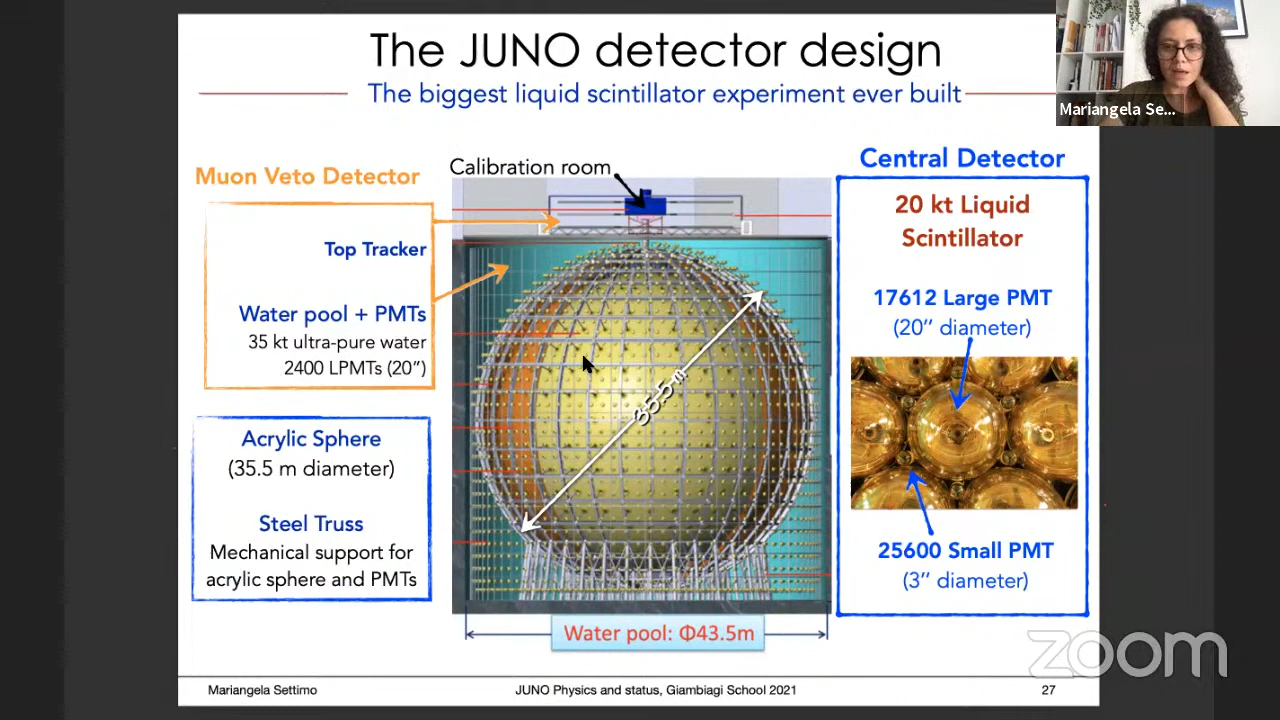 The JUNO detector design
The biggest liquid scintillator experiment ever built
Mariangela Se...
Muon Veto Detector
Top Tracker
Water pool + PMTs
35 kt ultra-pure water
2400 LPMTs (20”)
Acrylic Sphere
(35.5 m diameter)
Steel Truss
Mechanical support for
acrylic sphere and PMTs
Calibration room
35.5m
Water pool: Φ43.5m
Central Detector
20 kt Liquid
Scintillator
17612 Large PMT
(20” diameter)
25600 Small PMT
(3” diameter)
zoom
Mariangela Settimo
JUNO Physics and status, Giambiagi School 2021
27